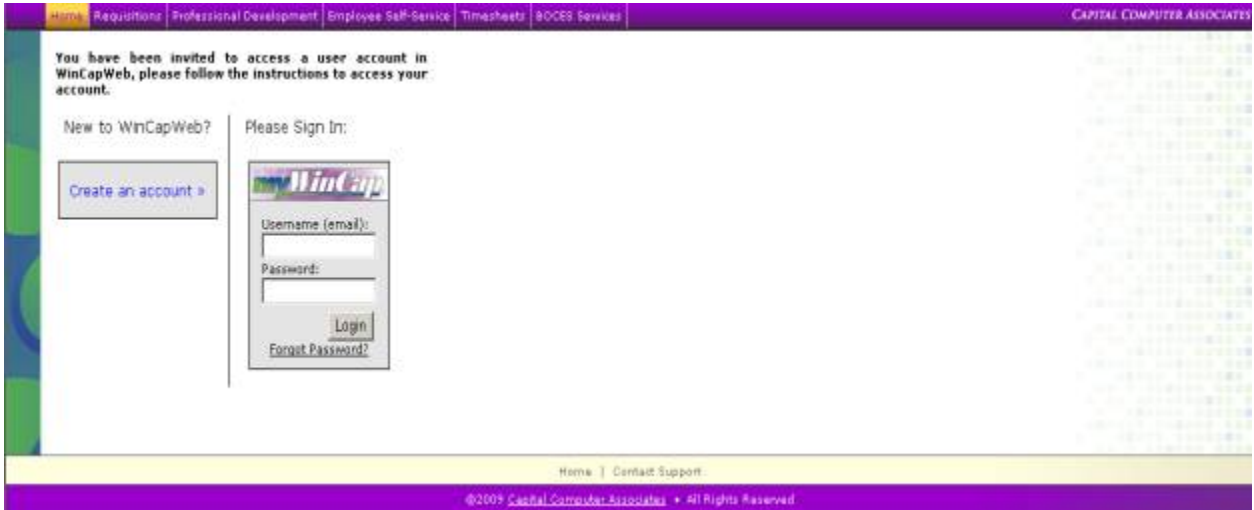 Home Requisitions Professional Development Employee Self-Service Timesheets BOCES Services CAPITAL COMPUTER ASSOCIATES
You have been invited to access a user account in
WinCapWeb, please follow the instructions to access your
account.
New to WinCapWeb?
Create an account »
Please Sign In:
myWinCap
Username (email):
Password:
Login
Forgot Password?
Home | Contact Support
©2009 Capital Computer Associates • All Rights Reserved